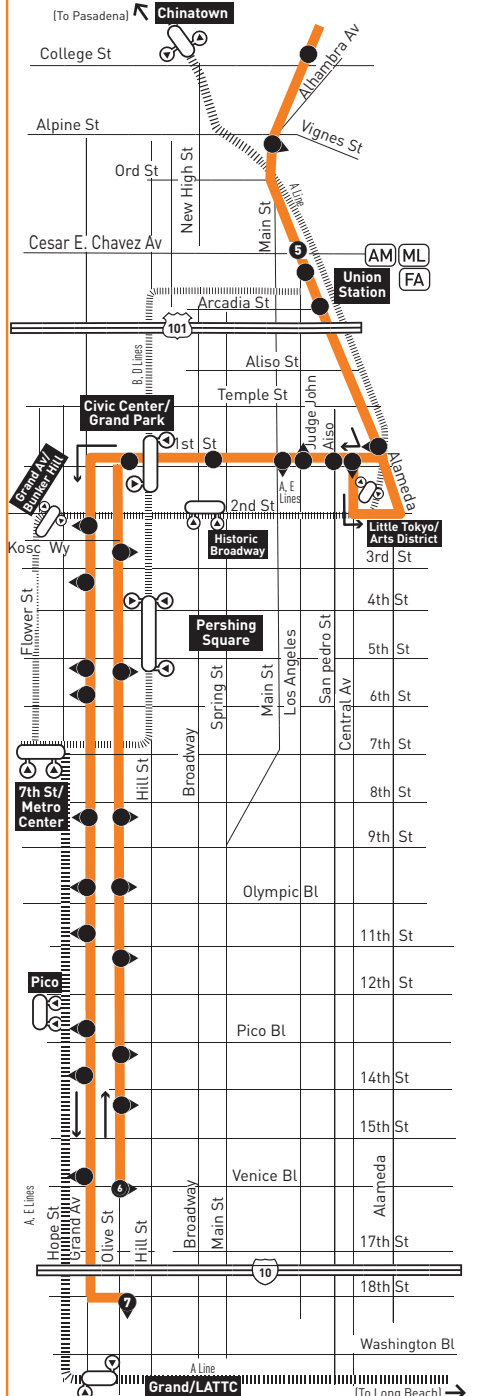 (To Pasadena)
Chinatown
College St
Alhambra Av
Alpine St
Vignes St
Ord St
New High St
Main St
A Line
Cesar E. Chavez Av
5
AM
ML
FA
Union
Station
Arcadia St
101
B, D Lines
Aliso St
Temple St
Judge John
Aiso
Civic Center/
Grand Park
1st St
Alameda
Grand Av/
Bunker Hill
A, E
Lines
2nd St
Historic
Broadway
Little Tokyo/
Arts District
Kosc Wy
3rd St
4th St
Flower St
Pershing
Square
5th St
Spring St
Main St
Los Angeles
San pedro St
Central Av
6th St
7th St
Hill St
Broadway
7th St/
Metro
Center
8th St
9th St
Olympic Bl
11th St
Pico
12th St
Pico Bl
14th St
15th St
A, E Lines
Hope St
Grand Av
Olive St
6
Hill St
Broadway
Main St
Venice Bl
Alameda
17th St
10
18th St
7
Washington Bl
A Line
Grand/LATTC
(To Long Beach)